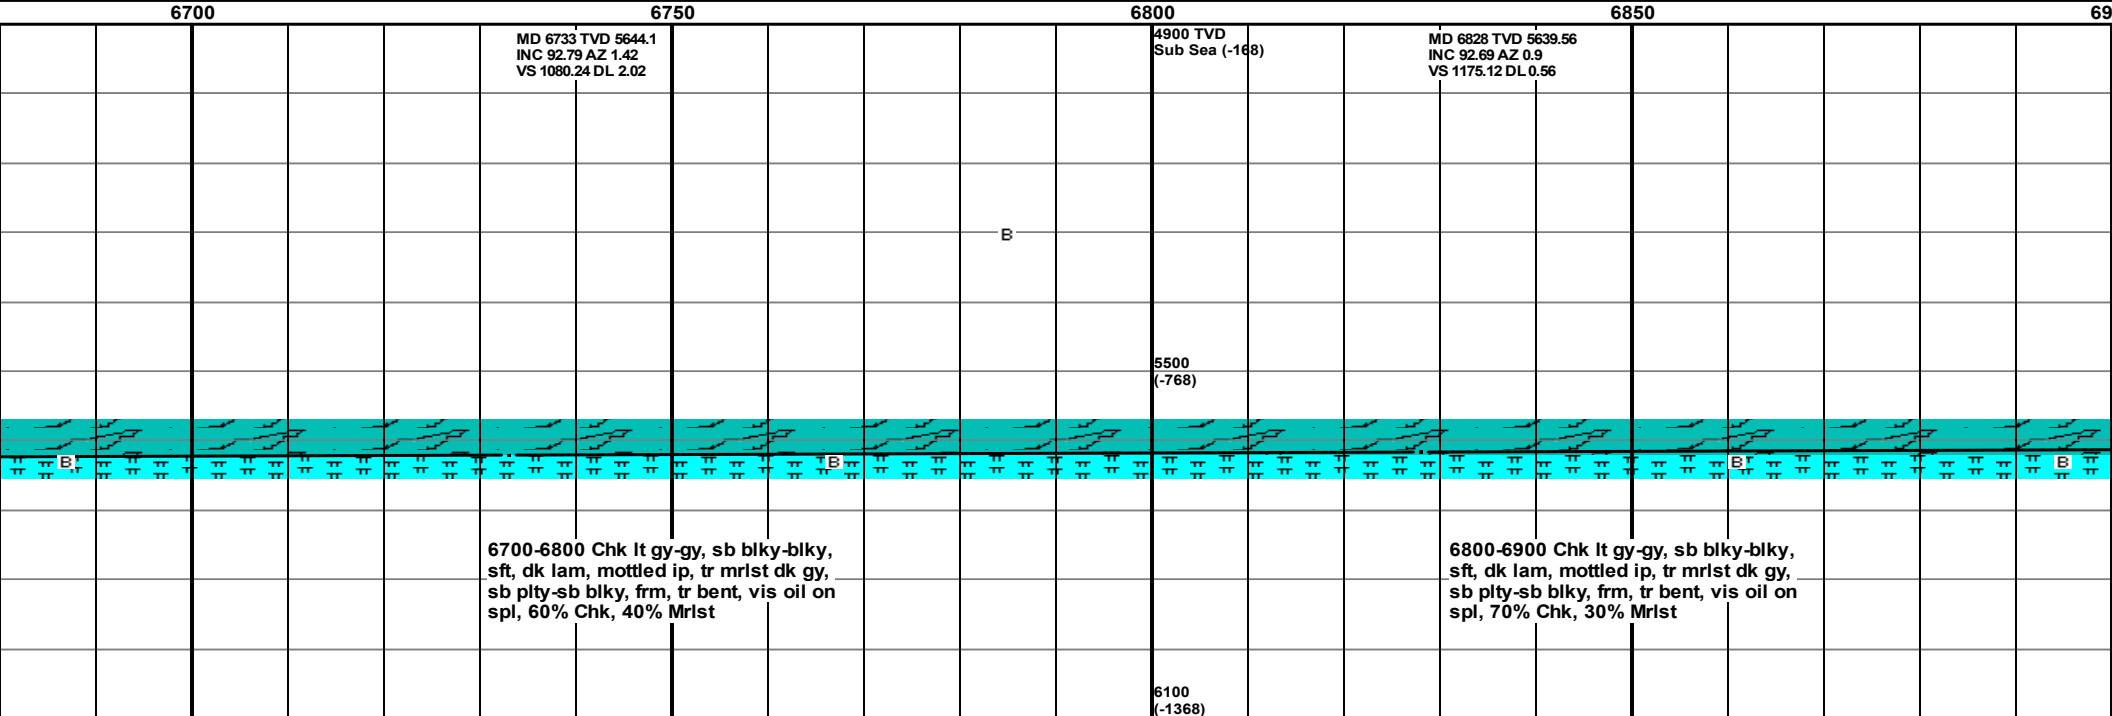 6700 6750 6800 6850 69
MD 6733 TVD 5644.1
INC 92.79 AZ 1.42
VS 1080.24 DL 2.02
4900 TVD
Sub Sea (-168)
MD 6828 TVD 5639.56
INC 92.69 AZ 0.9
VS 1175.12 DL 0.56
B
5500
(-768)
B B B B
6700-6800 Chk lt gy-gy, sb blky-blky,
sft, dk lam, mottled ip, tr mrlst dk gy,
sb plty-sb blky, frm, tr bent, vis oil on
spl, 60% Chk, 40% Mrlst
6800-6900 Chk lt gy-gy, sb blky-blky,
sft, dk lam, mottled ip, tr mrlst dk gy,
sb plty-sb blky, frm, tr bent, vis oil on
spl, 70% Chk, 30% Mrlst
6100
(-1368)